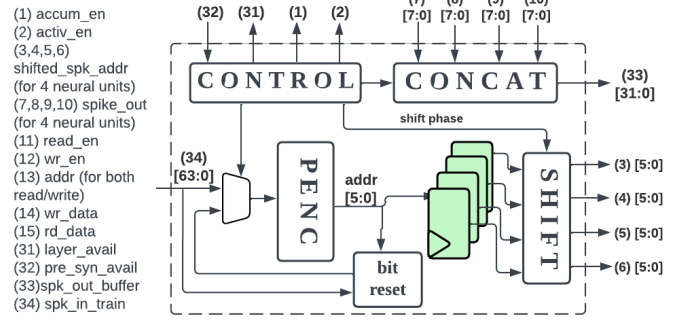 (1) accum_en
(2) activ_en
(3,4,5,6)
shifted_spk_addr
(for 4 neural units)
(7,8,9,10) spike_out
(for 4 neural units)
(11) read_en
(12) wr_en
(13) addr (for both
read/write)
(14) wr_data
(15) rd_data
(31) layer_avail
(32) pre_syn_avail
(33)spk_out_buffer
(34) spk_in_train
(32) (31) (1) (2)
(7) (8) (9) (10)
[7:0] [7:0] [7:0] [7:0]
CONTROL
CONCAT
(33)
[31:0]
shift phase
(34)
[63:0]
PENC
addr
[5:0]
SHIFT
(3) [5:0]
(4) [5:0]
(5) [5:0]
(6) [5:0]
bit
reset